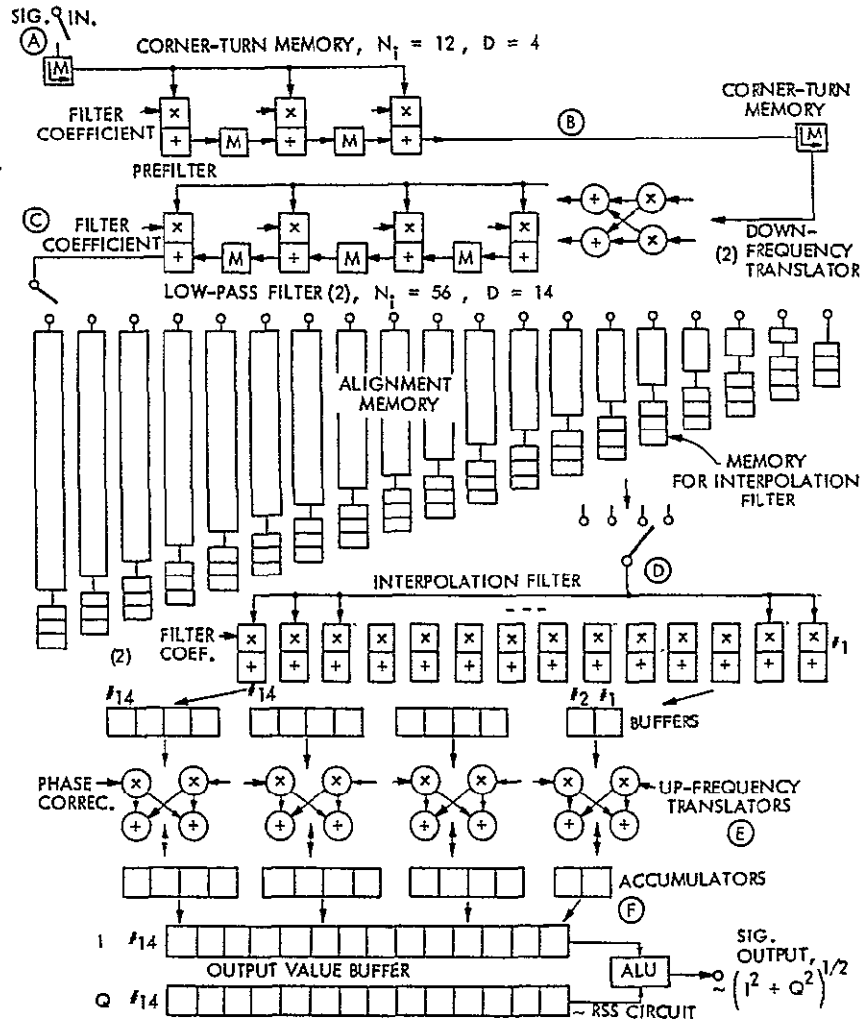 SIG. IN.
A
M
CORNER-TURN MEMORY, Ni = 12, D = 4
CORNER-TURN
MEMORY
M
FILTER
COEFFICIENT
× × ×
+ M + M +
B
PREFILTER
C
FILTER
COEFFICIENT
× × × ×
+ M + M + M +
+ ×
+ ×
DOWN-
(2) FREQUENCY
TRANSLATOR
LOW-PASS FILTER (2), Ni = 56, D = 14
ALIGNMENT
MEMORY
MEMORY
FOR INTERPOLATION
FILTER
D
INTERPOLATION FILTER
(2)
FILTER
COEF.
× × × × × × × × × × × × × ×
+ + + + + + + + + + + + + +
#1
#14 #14 #2 #1
BUFFERS
PHASE
CORREC.
× × × × × × × ×
+ + + + + + + +
UP-FREQUENCY
TRANSLATORS
E
ACCUMULATORS
F
I #14
OUTPUT VALUE BUFFER
ALU
SIG.
OUTPUT,
~ (I² + Q²)^1/2
Q #14
~ RSS CIRCUIT